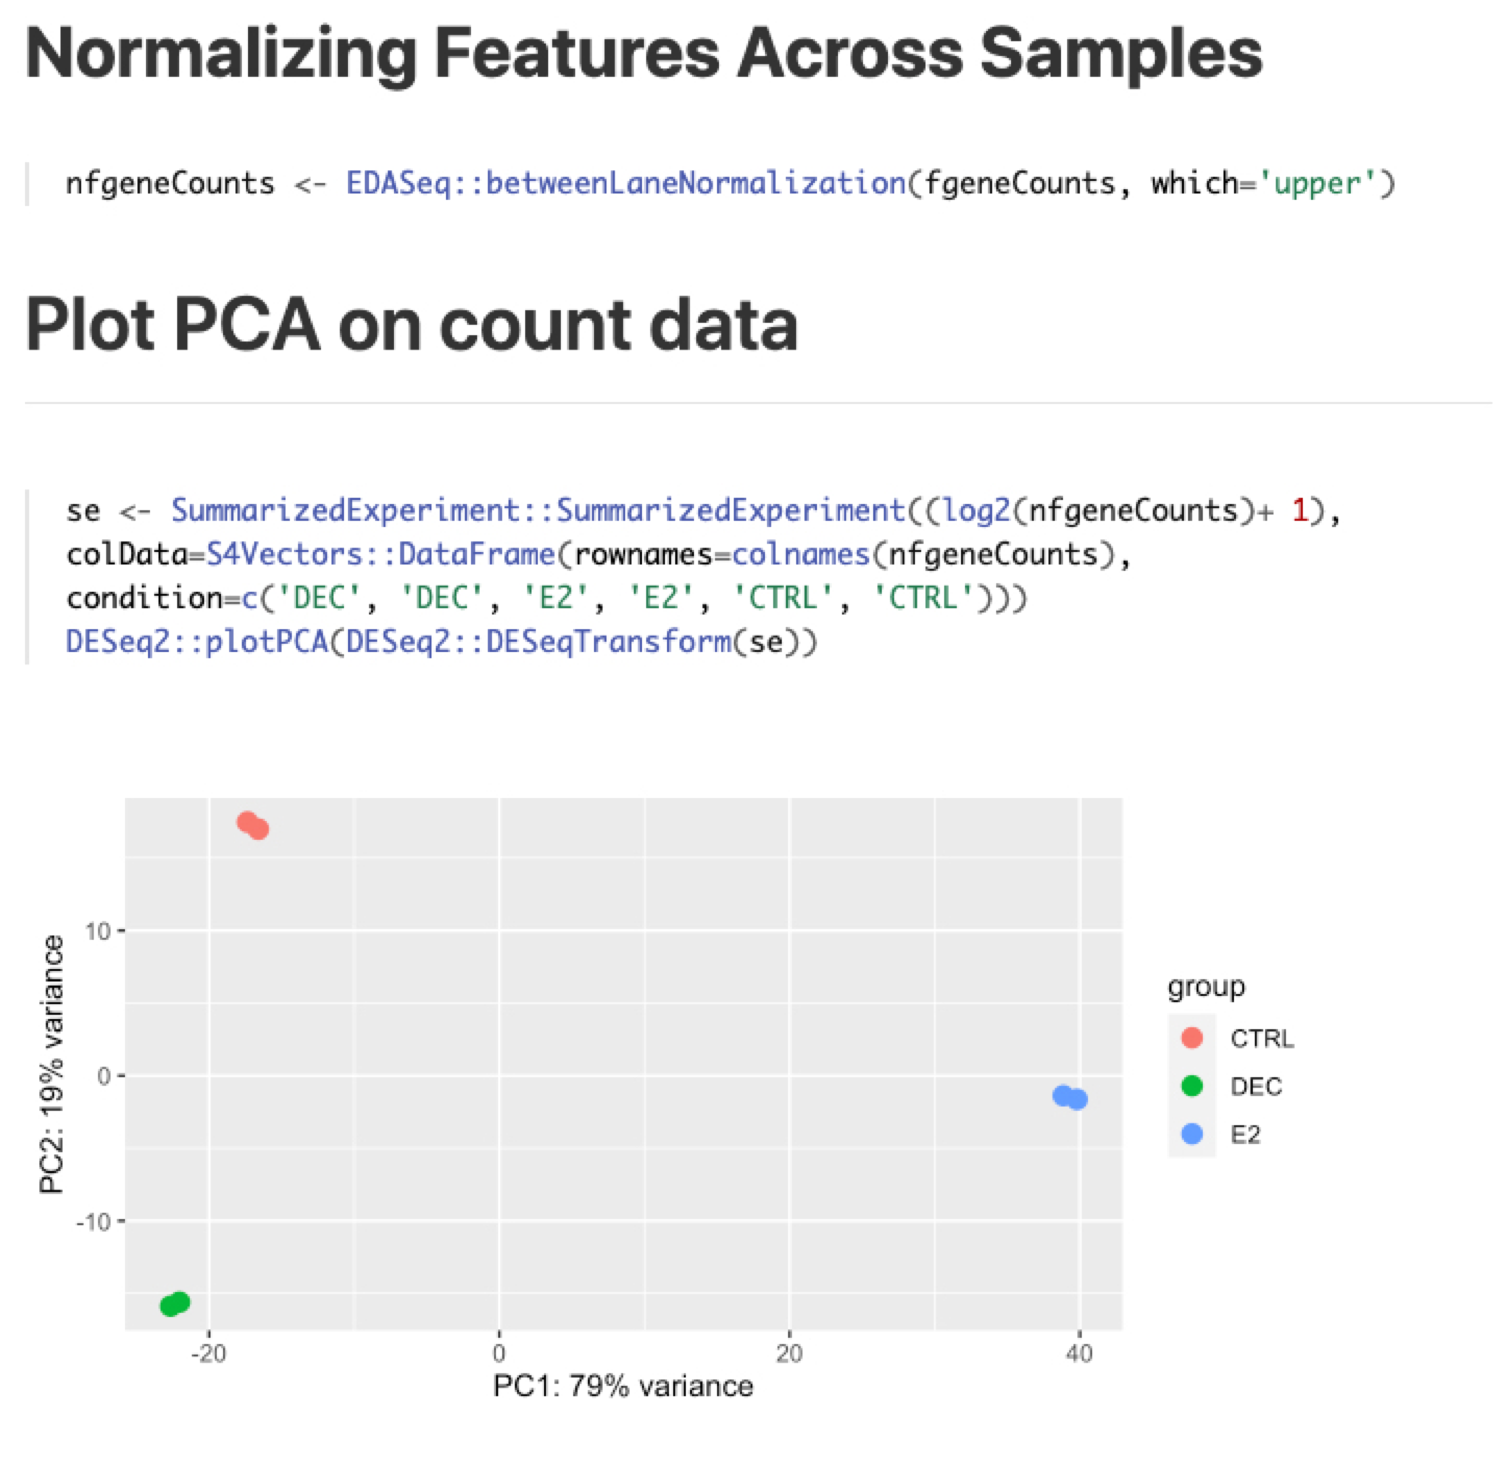 Normalizing Features Across Samples
nfgeneCounts <- EDASeq::betweenLaneNormalization(fgeneCounts, which='upper')
Plot PCA on count data
se <- SummarizedExperiment::SummarizedExperiment((log2(nfgeneCounts)+ 1),
colData=S4Vectors::DataFrame(rownames=colnames(nfgeneCounts),
condition=c('DEC', 'DEC', 'E2', 'E2', 'CTRL', 'CTRL')))
DESeq2::plotPCA(DESeq2::DESeqTransform(se))
10
0
-10
PC2: 19% variance
-20
0
20
40
PC1: 79% variance
group
CTRL
DEC
E2